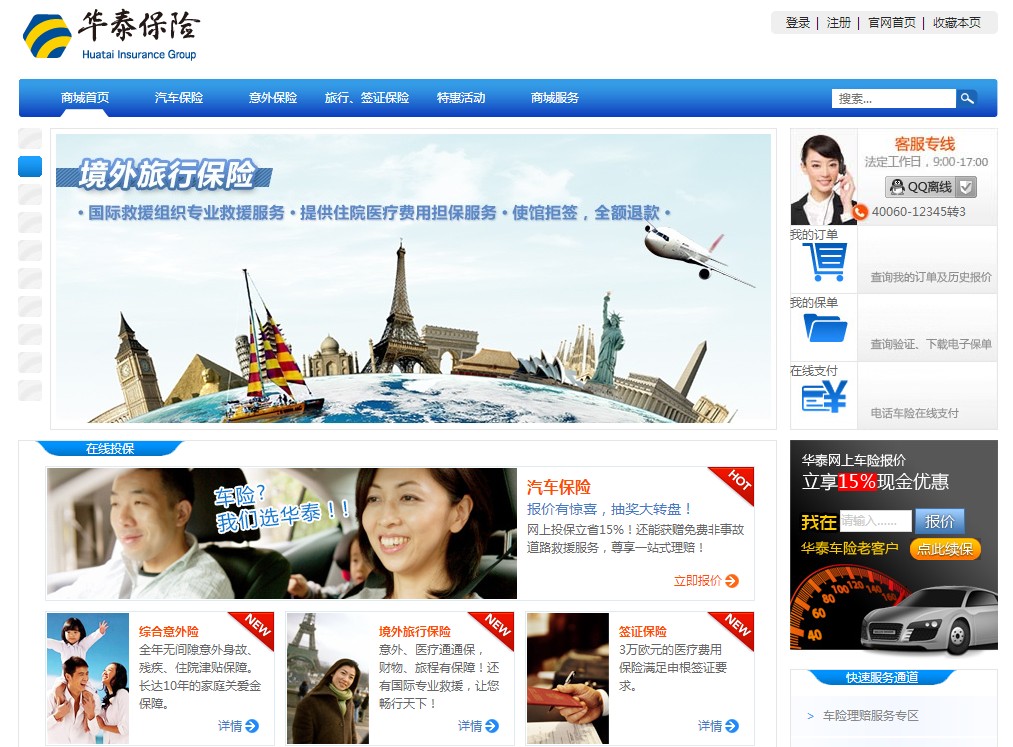 华泰保险
Huatai Insurance Group
登录 | 注册 | 官网首页 | 收藏本页
商城首页 汽车保险 意外保险 旅行、签证保险 特惠活动 商城服务
搜索...
境外旅行保险
·国际救援组织专业救援服务·提供住院医疗费用担保服务·使馆拒签，全额退款·
客服专线
法定工作日，9:00-17:00
QQ离线
40060-12345转3
我的订单
查询我的订单及历史报价
我的保单
查询验证、下载电子保单
在线支付
电话车险在线支付
在线投保
车险?
我们选华泰！!
HOT
汽车保险
报价有惊喜，抽奖大转盘！
网上投保立省15%！还能获赠免费非事故
道路救援服务，尊享一站式理赔！
立即报价
华泰网上车险报价
立享15%现金优惠
我在 请输入...... 报价
华泰车险老客户 点此续保
40 60 80 100 120 140 160
NEW
综合意外险
全年无间隙意外身故、
残疾、住院津贴保障。
长达10年的家庭关爱金
保障。
详情
NEW
境外旅行保险
意外、医疗通通保，
财物、旅程有保障！还
有国际专业救援，让您
畅行天下！
详情
NEW
签证保险
3万欧元的医疗费用
保险满足申根签证要
求。
详情
快速服务通道
> 车险理赔服务专区